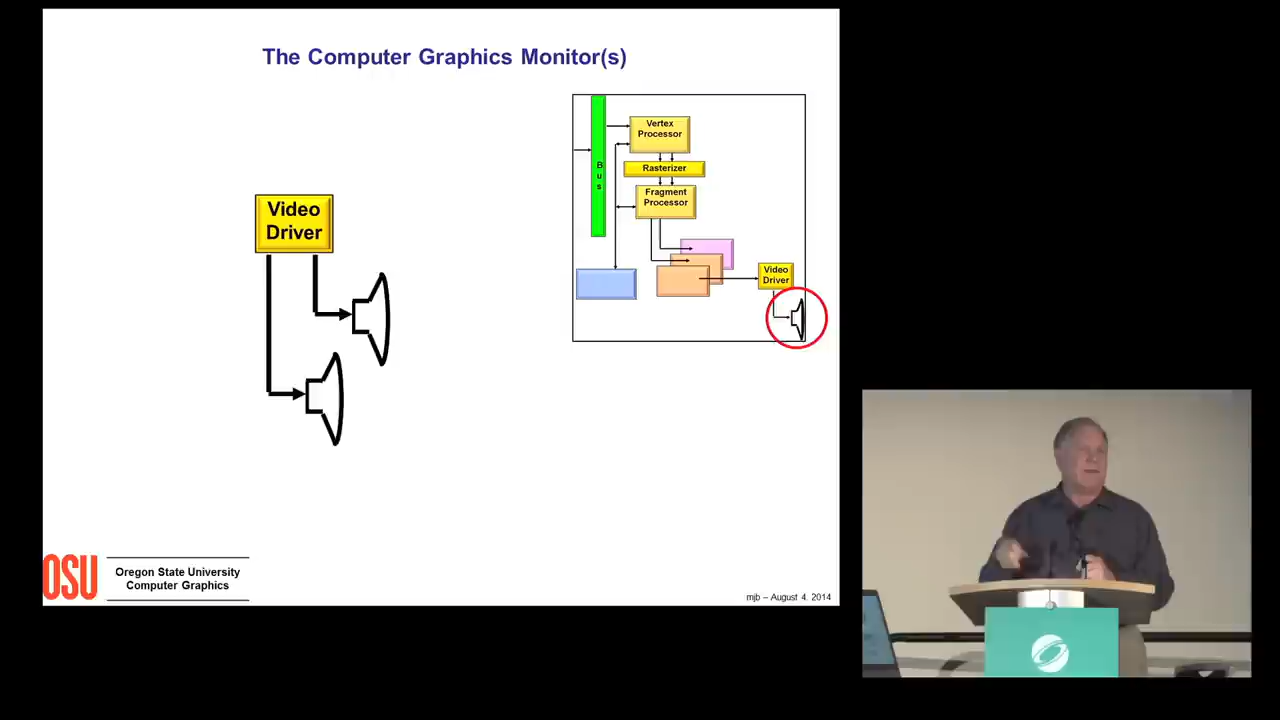 The Computer Graphics Monitor(s)
Vertex
Processor
B
u
s
Rasterizer
Fragment
Processor
Video
Driver
Video
Driver
OSU
Oregon State University
Computer Graphics
mjb – August 4. 2014